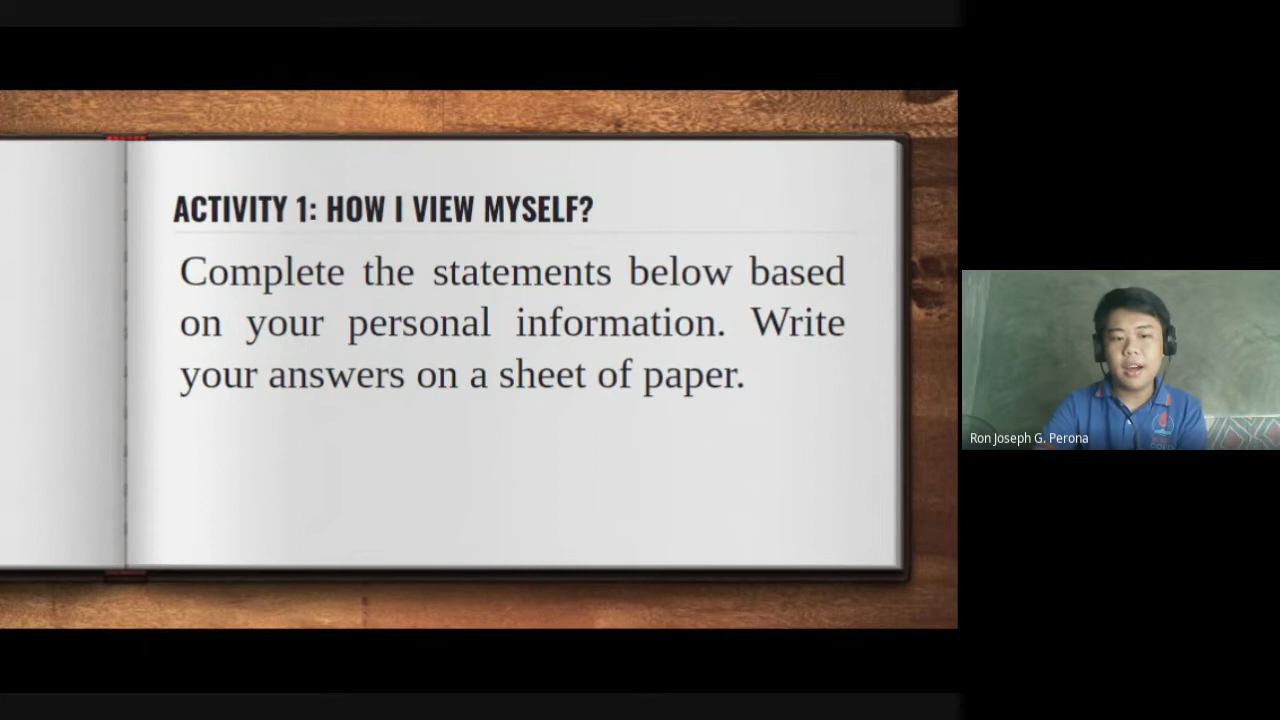 ACTIVITY 1: HOW I VIEW MYSELF?
Complete the statements below based
on your personal information. Write
your answers on a sheet of paper.
Ron Joseph G. Perona